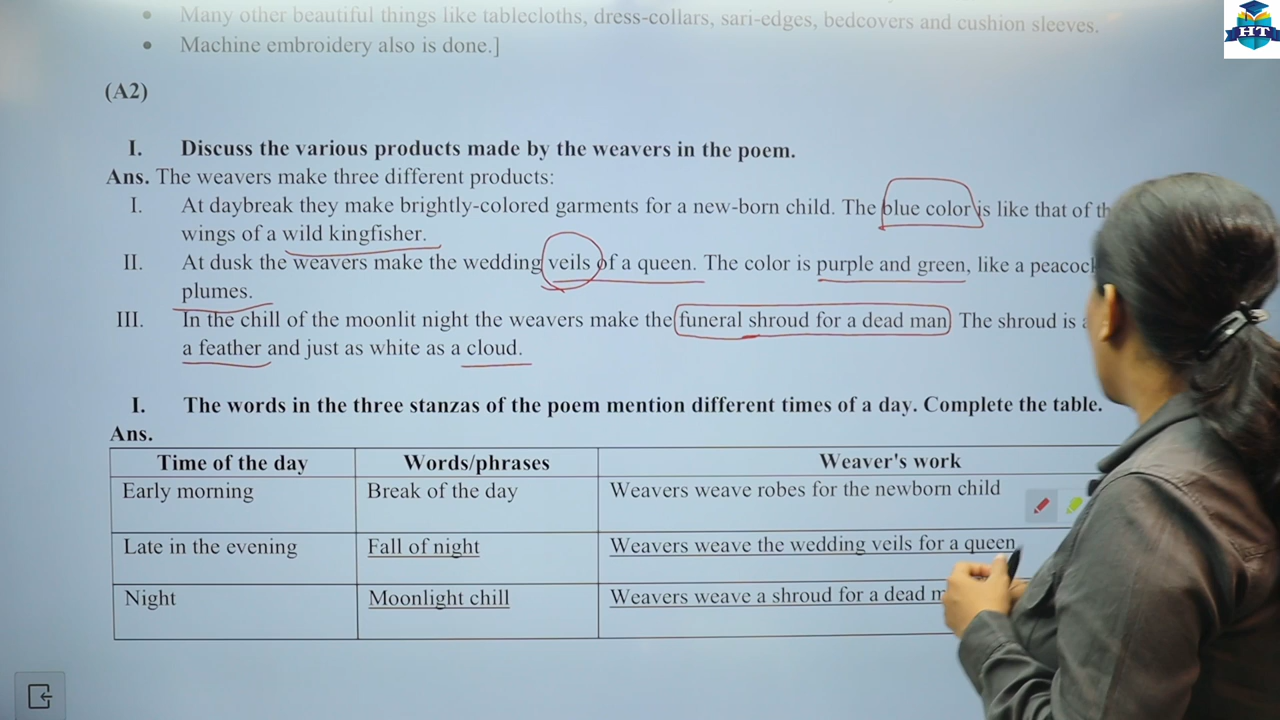 • Many other beautiful things like tablecloths, dress-collars, sari-edges, bedcovers and cushion sleeves.
• Machine embroidery also is done.]
HT
(A2)
I. Discuss the various products made by the weavers in the poem.
Ans. The weavers make three different products:
I. At daybreak they make brightly-colored garments for a new-born child. The blue color is like that of
wings of a wild kingfisher.
II. At dusk the weavers make the wedding veils of a queen. The color is purple and green, like a
plumes.
III. In the chill of the moonlit night the weavers make the funeral shroud for a dead man. The shroud is
a feather and just as white as a cloud.
I. The words in the three stanzas of the poem mention different times of a day. Complete the table.
Ans.
Time of the day Words/phrases Weaver's work
Early morning Break of the day Weavers weave robes for the newborn child
Late in the evening Fall of night Weavers weave the wedding veils for a queen
Night Moonlight chill Weavers weave a shroud for a dead